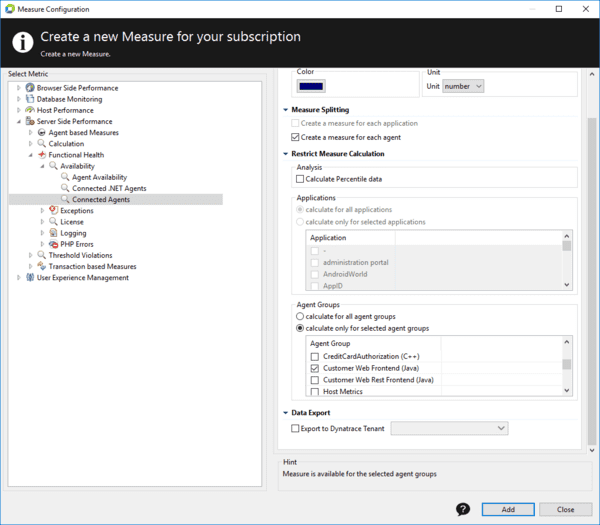 Measure Configuration
Create a new Measure for your subscription
Create a new Measure.
Select Metric
Browser Side Performance
Database Monitoring
Host Performance
Server Side Performance
Agent based Measures
Calculation
Functional Health
Availability
Agent Availability
Connected .NET Agents
Connected Agents
Exceptions
License
Logging
PHP Errors
Threshold Violations
Transaction based Measures
User Experience Management
Color
Unit
Unit number
Measure Splitting
Create a measure for each application
Create a measure for each agent
Restrict Measure Calculation
Analysis
Calculate Percentile data
Applications
calculate for all applications
calculate only for selected applications
Application
-
administration portal
AndroidWorld
AppID
Agent Groups
calculate for all agent groups
calculate only for selected agent groups
Agent Group
CreditCardAuthorization (C++)
Customer Web Frontend (Java)
Customer Web Rest Frontend (Java)
Host Metrics
Data Export
Export to Dynatrace Tenant
Hint
Measure is available for the selected agent groups
? Add Close